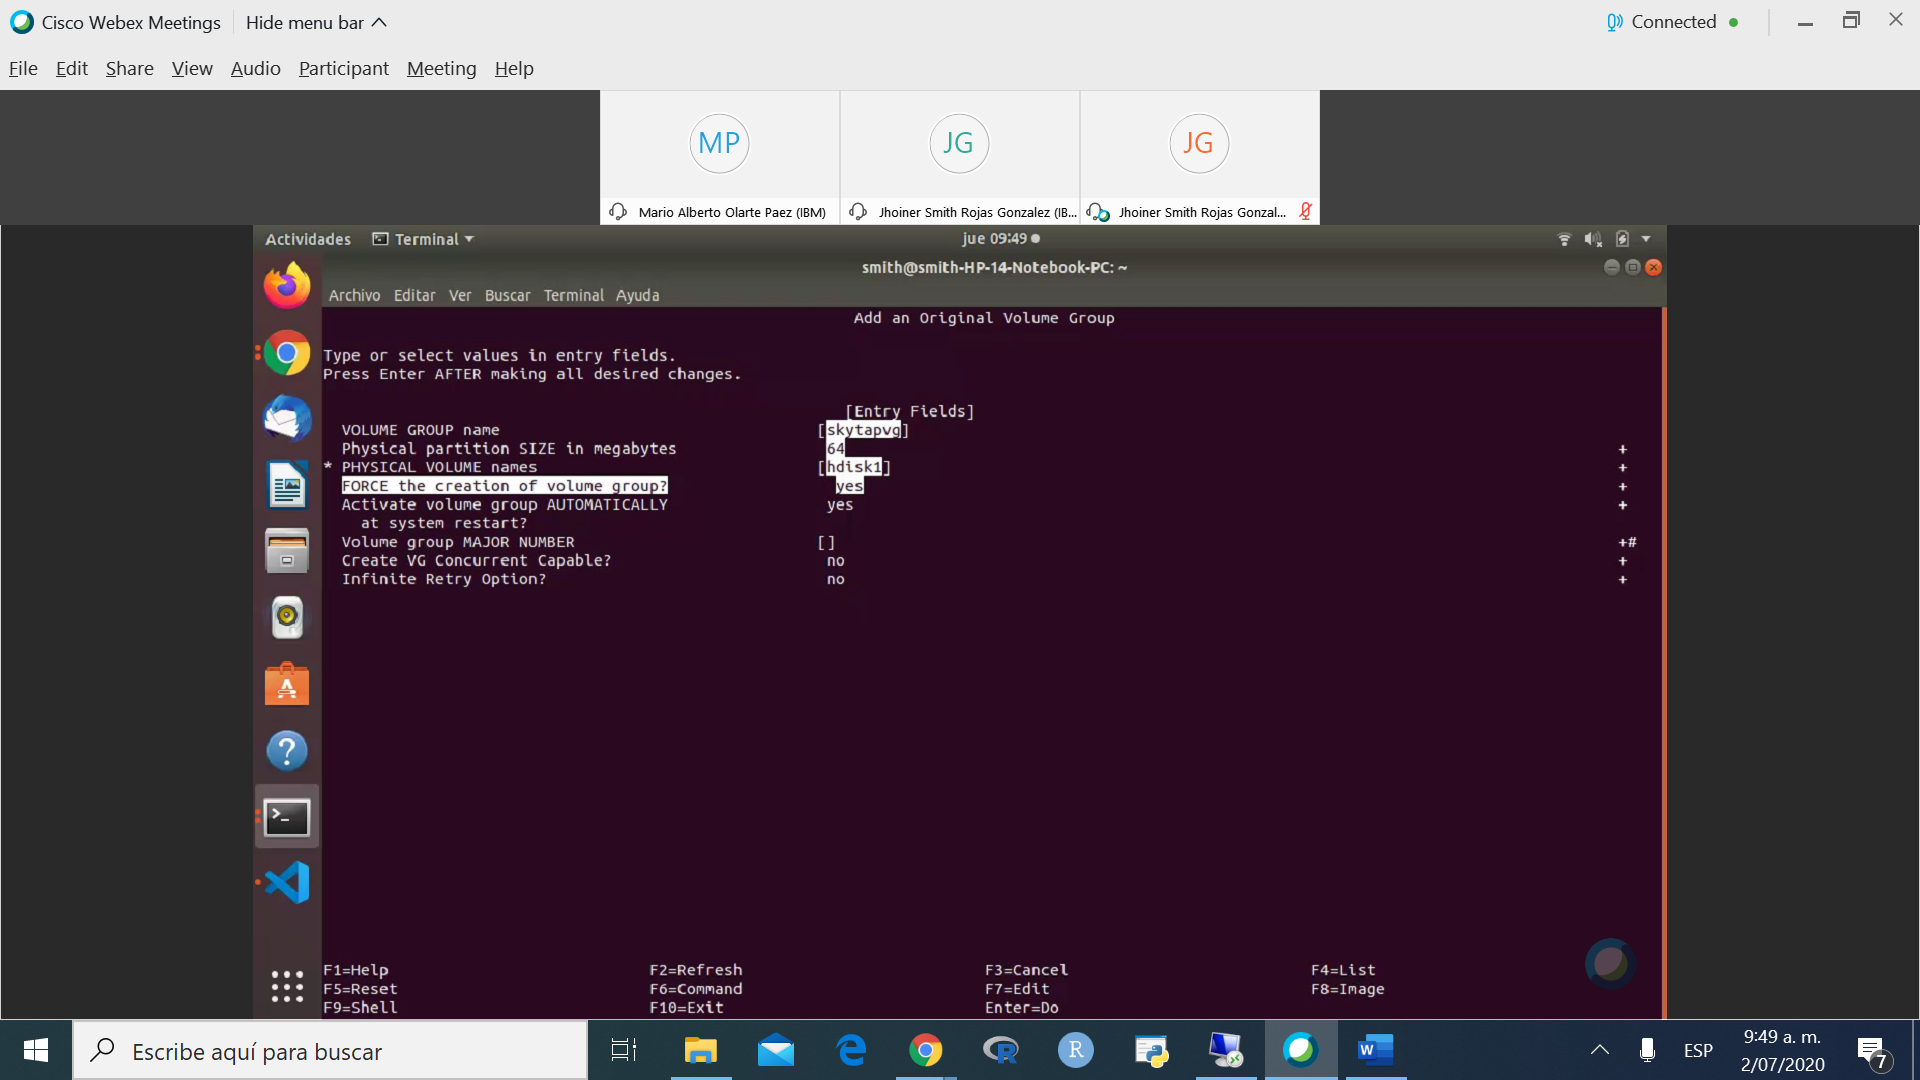 Cisco Webex Meetings Hide menu bar Connected
File Edit Share View Audio Participant Meeting Help
MP JG JG
Mario Alberto Olarte Paez (IBM) Jhoiner Smith Rojas Gonzalez (IB... Jhoiner Smith Rojas Gonzal...
Actividades Terminal jue 09:49
smith@smith-HP-14-Notebook-PC: ~
Archivo Editar Ver Buscar Terminal Ayuda
Add an Original Volume Group
Type or select values in entry fields.
Press Enter AFTER making all desired changes.
[Entry Fields]
VOLUME GROUP name [skytapvg]
Physical partition SIZE in megabytes 64 +
* PHYSICAL VOLUME names [hdisk1] +
FORCE the creation of volume group? yes +
Activate volume group AUTOMATICALLY yes +
at system restart?
Volume group MAJOR NUMBER [] +#
Create VG Concurrent Capable? no +
Infinite Retry Option? no +
F1=Help F2=Refresh F3=Cancel F4=List
F5=Reset F6=Command F7=Edit F8=Image
F9=Shell F10=Exit Enter=Do
Escribe aquí para buscar ESP 9:49 a. m.
2/07/2020 7